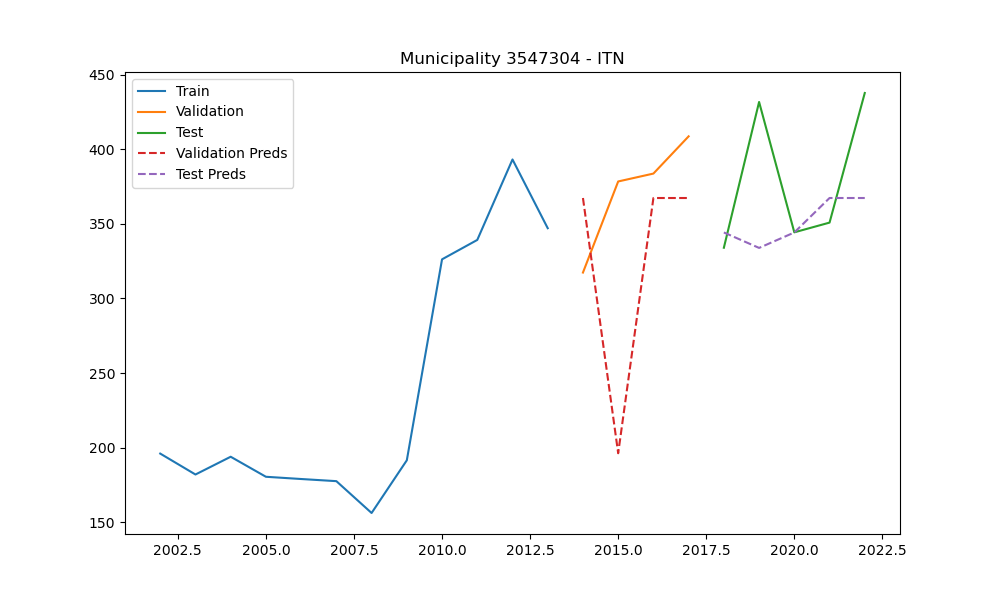 Municipality 3547304 - ITN
450
400
350
300
250
200
150
Train
Validation
Test
Validation Preds
Test Preds
2002.5 2005.0 2007.5 2010.0 2012.5 2015.0 2017.5 2020.0 2022.5